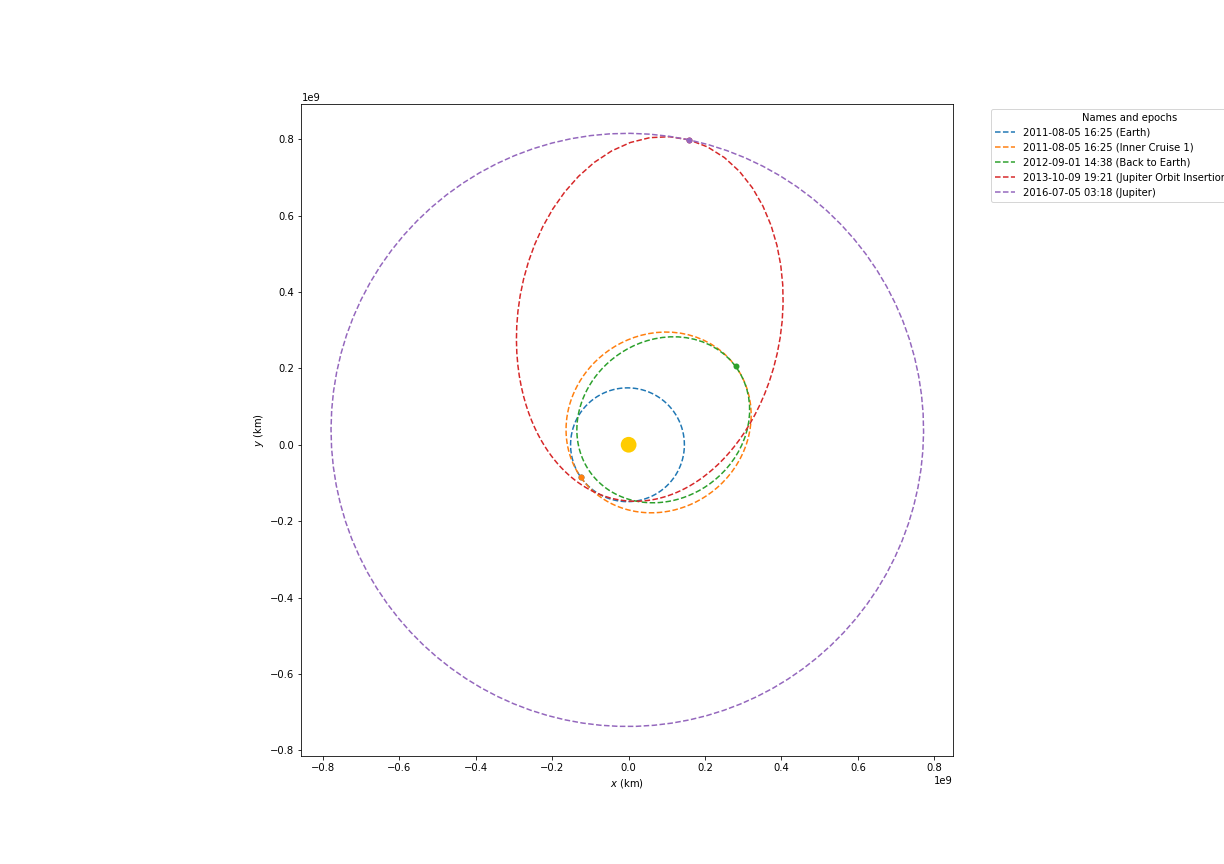 1e9
Names and epochs
2011-08-05 16:25 (Earth)
2011-08-05 16:25 (Inner Cruise 1)
2012-09-01 14:38 (Back to Earth)
2013-10-09 19:21 (Jupiter Orbit Insertion
2016-07-05 03:18 (Jupiter)
0.8
0.6
0.4
0.2
0.0
−0.2
−0.4
−0.6
−0.8
y (km)
−0.8 −0.6 −0.4 −0.2 0.0 0.2 0.4 0.6 0.8
1e9
x (km)